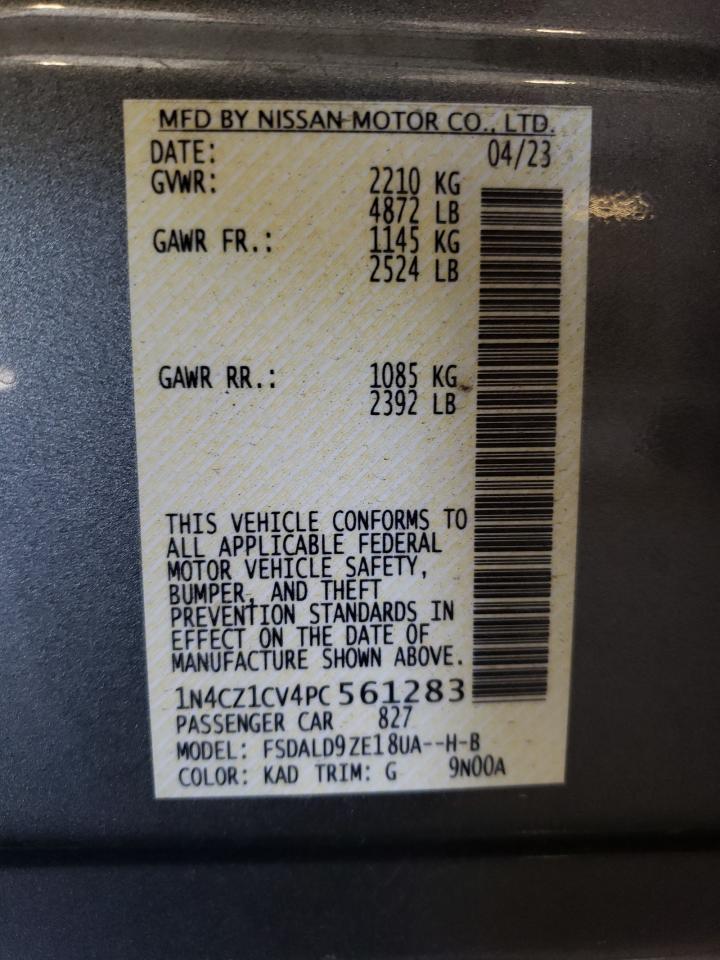 MFD BY NISSAN MOTOR CO., LTD.
DATE: 04/23
GVWR: 2210 KG
4872 LB
GAWR FR.: 1145 KG
2524 LB
GAWR RR.: 1085 KG
2392 LB
THIS VEHICLE CONFORMS TO
ALL APPLICABLE FEDERAL
MOTOR VEHICLE SAFETY,
BUMPER, AND THEFT
PREVENTION STANDARDS IN
EFFECT ON THE DATE OF
MANUFACTURE SHOWN ABOVE.
1N4CZ1CV4PC561283
PASSENGER CAR 827
MODEL: FSDALD9ZE18UA--H-B
COLOR: KAD TRIM: G 9N00A